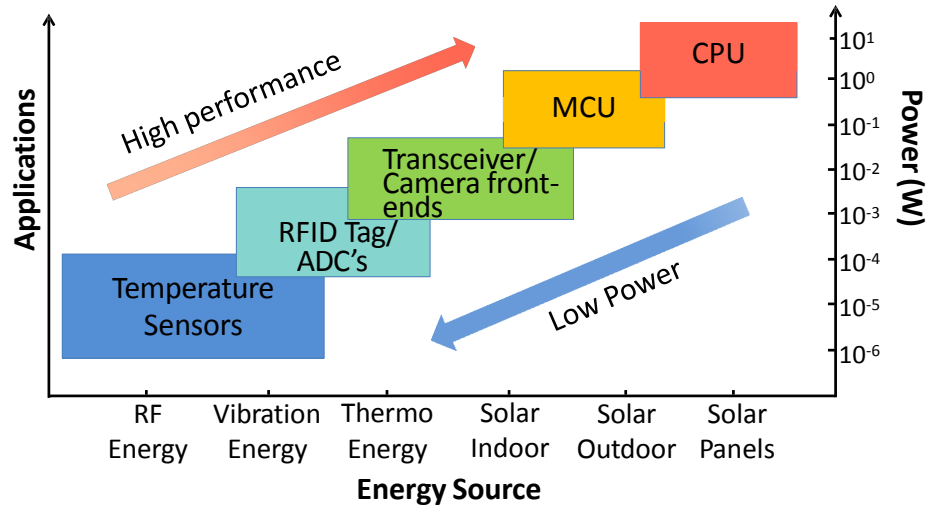 Applications
High performance
Low Power
CPU
MCU
Transceiver/
Camera front-
ends
RFID Tag/
ADC's
Temperature
Sensors
10¹
10⁰
10⁻¹
10⁻²
10⁻³
10⁻⁴
10⁻⁵
10⁻⁶
Power (W)
RF
Energy
Vibration
Energy
Thermo
Energy
Solar
Indoor
Solar
Outdoor
Solar
Panels
Energy Source